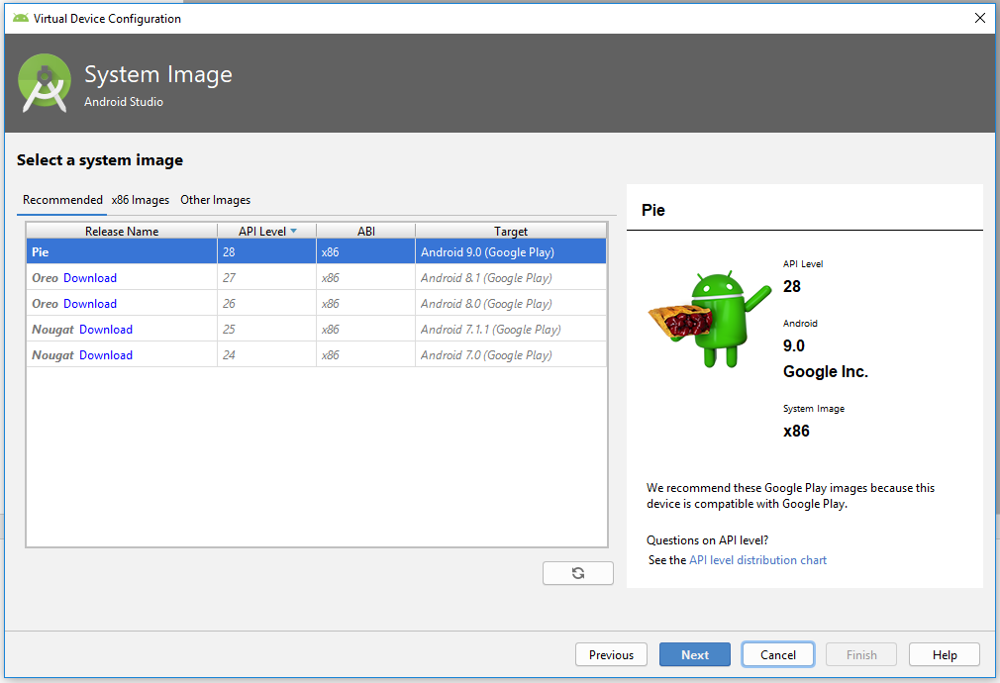 Virtual Device Configuration
System Image
Android Studio
Select a system image
Recommended x86 Images Other Images
Release Name API Level ABI Target
Pie 28 x86 Android 9.0 (Google Play)
Oreo Download 27 x86 Android 8.1 (Google Play)
Oreo Download 26 x86 Android 8.0 (Google Play)
Nougat Download 25 x86 Android 7.1.1 (Google Play)
Nougat Download 24 x86 Android 7.0 (Google Play)
Pie
API Level
28
Android
9.0
Google Inc.
System Image
x86
We recommend these Google Play images because this
device is compatible with Google Play.
Questions on API level?
See the API level distribution chart
Previous Next Cancel Finish Help